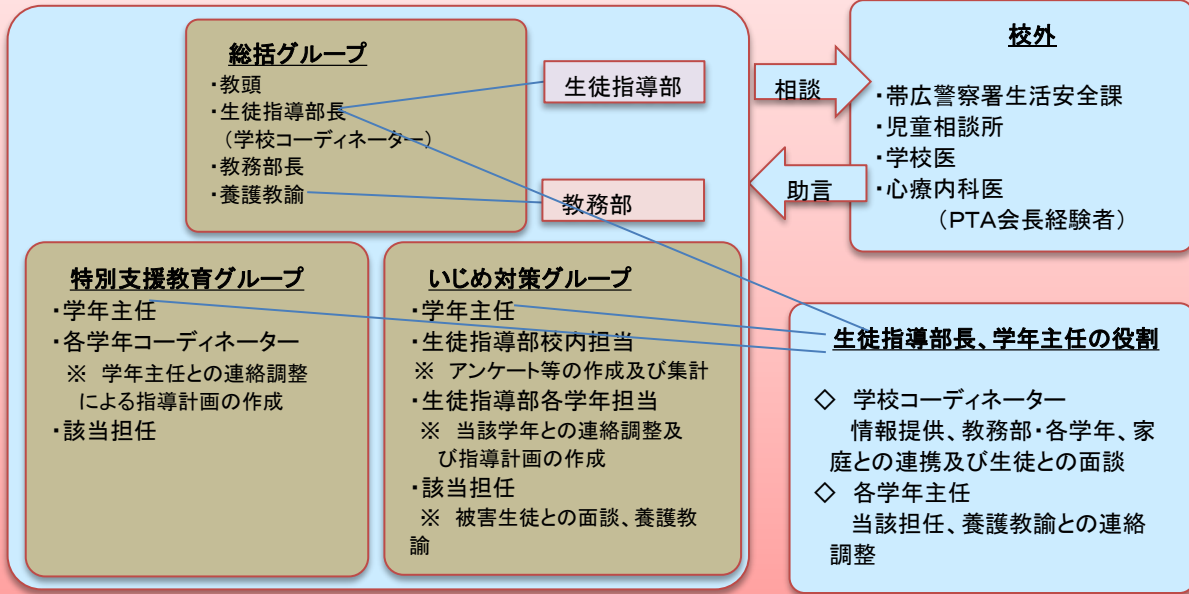 総括グループ
・教頭
・生徒指導部長
(学校コーディネーター)
・教務部長
・養護教諭
生徒指導部
教務部
相談
助言
校外
・帯広警察署生活安全課
・児童相談所
・学校医
・心療内科医
(PTA会長経験者)
特別支援教育グループ
・学年主任
・各学年コーディネーター
※ 学年主任との連絡調整
による指導計画の作成
・該当担任
いじめ対策グループ
・学年主任
・生徒指導部校内担当
※ アンケート等の作成及び集計
・生徒指導部各学年担当
※ 当該学年との連絡調整及
び指導計画の作成
・該当担任
※ 被害生徒との面談、養護教
諭
生徒指導部長、学年主任の役割
◇ 学校コーディネーター
情報提供、教務部・各学年、家
庭との連携及び生徒との面談
◇ 各学年主任
当該担任、養護教諭との連絡
調整